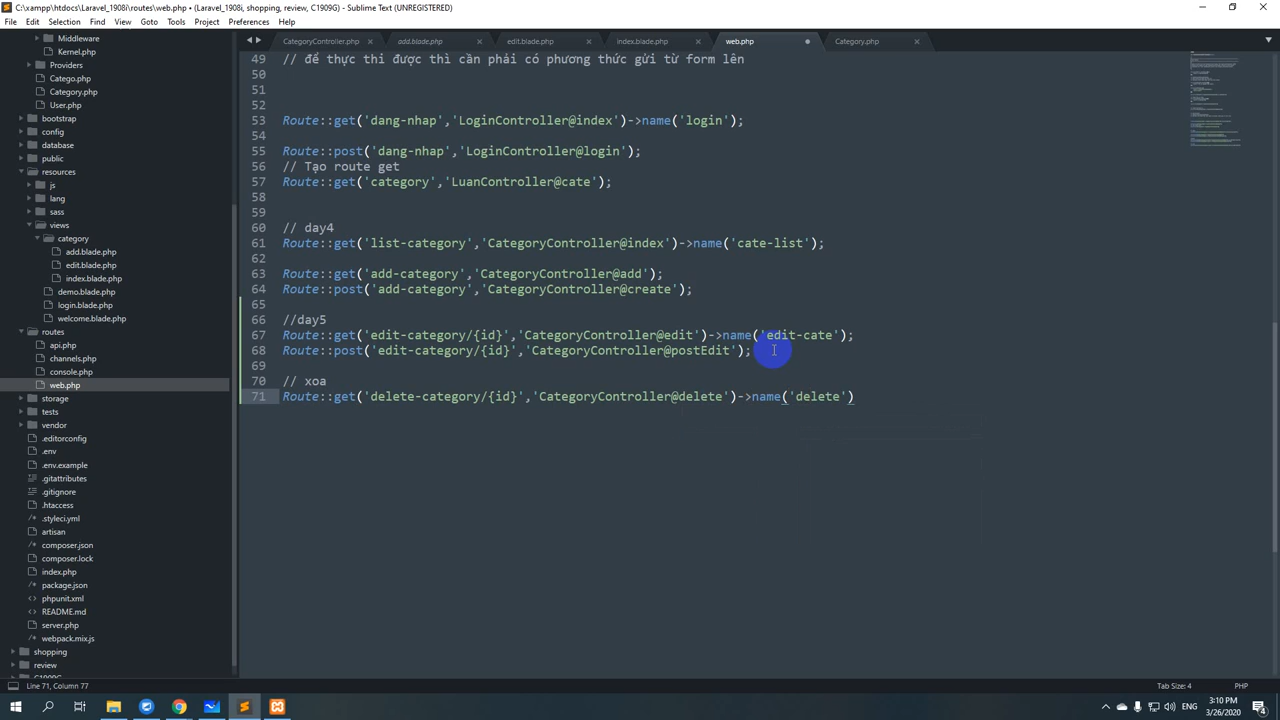 C:\xampp\htdocs\Laravel_1908i\routes\web.php • (Laravel_1908i, shopping, review, C1909G) - Sublime Text (UNREGISTERED)
File Edit Selection Find View Goto Tools Project Preferences Help
Middleware
Kernel.php
Providers
Catego.php
Category.php
User.php
bootstrap
config
database
public
resources
js
lang
sass
views
category
add.blade.php
edit.blade.php
index.blade.php
demo.blade.php
login.blade.php
welcome.blade.php
routes
api.php
channels.php
console.php
web.php
storage
tests
vendor
.editorconfig
.env
.env.example
.gitattributes
.gitignore
.htaccess
.styleci.yml
artisan
composer.json
composer.lock
index.php
package.json
phpunit.xml
README.md
server.php
webpack.mix.js
shopping
review
C1909G
CategoryController.php add.blade.php edit.blade.php index.blade.php web.php Category.php
49 // để thực thi được thì cần phải có phương thức gửi từ form lên
50
51
52
53 Route::get('dang-nhap','LoginController@index')->name('login');
54
55 Route::post('dang-nhap','LoginController@login');
56 // Tạo route get
57 Route::get('category','LuanController@cate');
58
59
60 // day4
61 Route::get('list-category','CategoryController@index')->name('cate-list');
62
63 Route::get('add-category','CategoryController@add');
64 Route::post('add-category','CategoryController@create');
65
66 //day5
67 Route::get('edit-category/{id}','CategoryController@edit')->name('edit-cate');
68 Route::post('edit-category/{id}','CategoryController@postEdit');
69
70 // xoa
71 Route::get('delete-category/{id}','CategoryController@delete')->name('delete')
Line 71, Column 77 Tab Size: 4 PHP
ENG 3:10 PM
3/26/2020
4